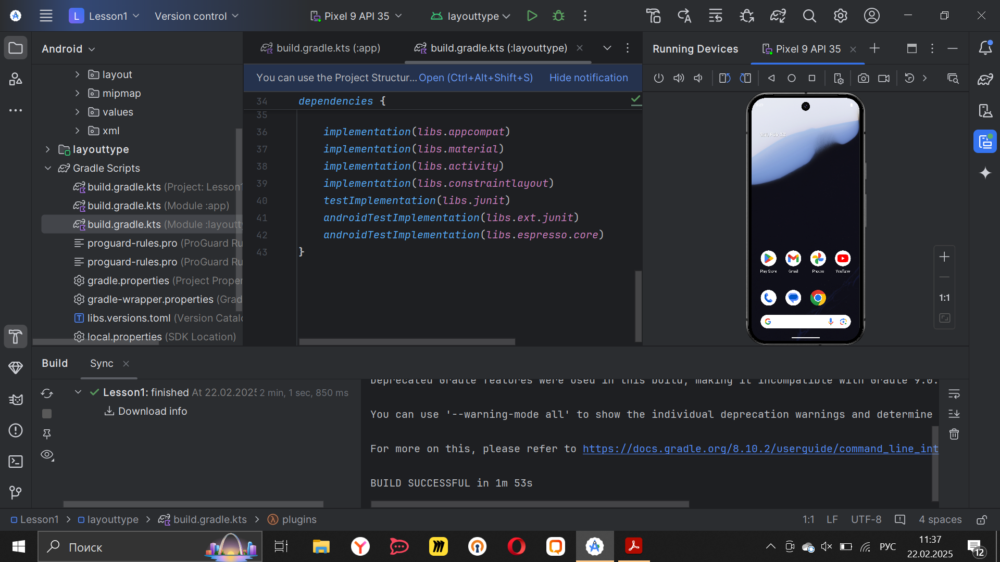 L Lesson1
Version control
Pixel 9 API 35
layouttype
Android
layout
mipmap
values
xml
layouttype
Gradle Scripts
build.gradle.kts (Project: Lesson1
build.gradle.kts (Module :app)
build.gradle.kts (Module :layoutty
proguard-rules.pro (ProGuard Ru
proguard-rules.pro (ProGuard Ru
gradle.properties (Project Proper
gradle-wrapper.properties (Grad
libs.versions.toml (Version Catalo
local.properties (SDK Location)
build.gradle.kts (:app)
build.gradle.kts (:layouttype)
You can use the Project Structur... Open (Ctrl+Alt+Shift+S) Hide notification
34 dependencies {
35
36 implementation(libs.appcompat)
37 implementation(libs.material)
38 implementation(libs.activity)
39 implementation(libs.constraintlayout)
40 testImplementation(libs.junit)
41 androidTestImplementation(libs.ext.junit)
42 androidTestImplementation(libs.espresso.core)
43 }
Running Devices
Pixel 9 API 35
Sat, Feb 22
Play Store Gmail Photos YouTube
1:1
Build
Sync
Lesson1: finished At 22.02.2025 2 min, 1 sec, 850 ms
Download info
Deprecated Gradle features were used in this build, making it incompatible with Gradle 9.0.
You can use '--warning-mode all' to show the individual deprecation warnings and determine
For more on this, please refer to https://docs.gradle.org/8.10.2/userguide/command_line_int
BUILD SUCCESSFUL in 1m 53s
Lesson1 > layouttype > build.gradle.kts > plugins
1:1 LF UTF-8 4 spaces
Поиск
РУС
11:37
22.02.2025
12